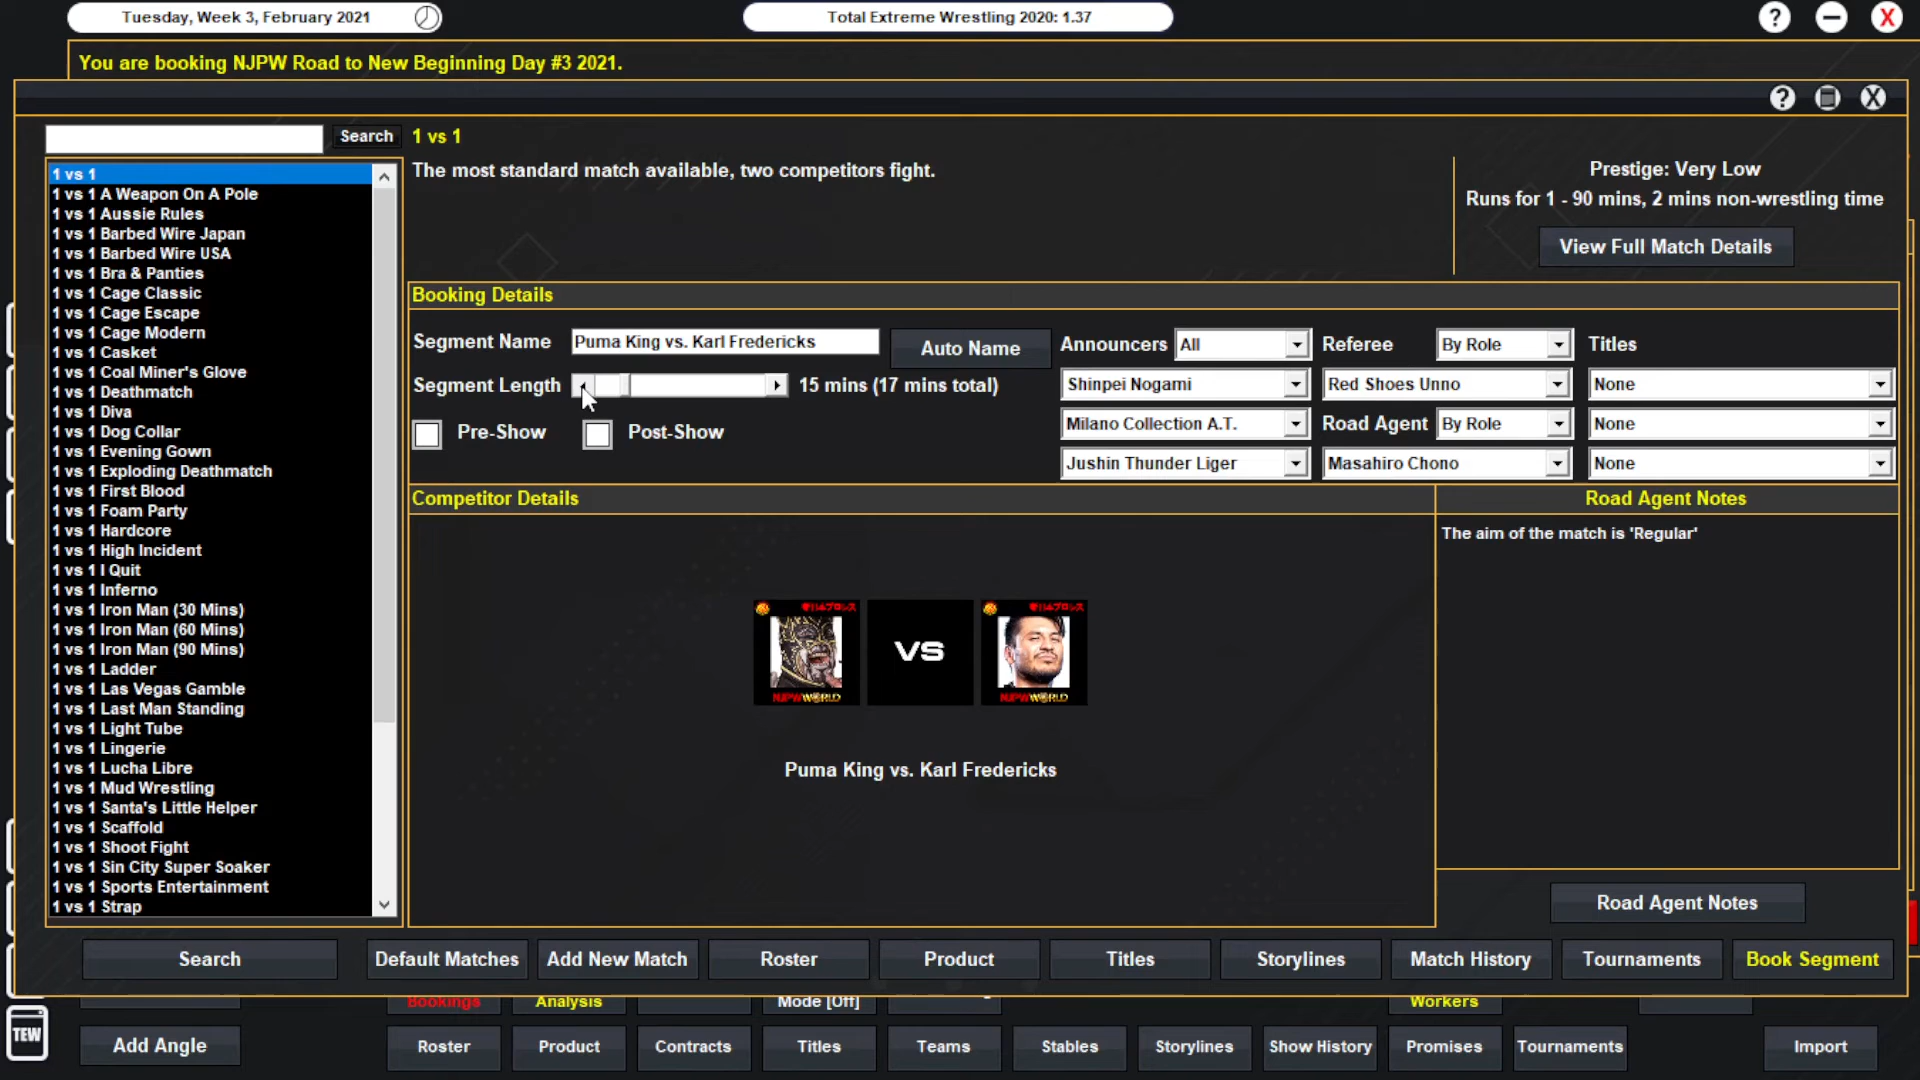 Tuesday, Week 3, February 2021
Total Extreme Wrestling 2020: 1.37
?
X
You are booking NJPW Road to New Beginning Day #3 2021.
?
X
Search
1 vs 1
The most standard match available, two competitors fight.
Prestige: Very Low
Runs for 1 - 90 mins, 2 mins non-wrestling time
View Full Match Details
1 vs 1
1 vs 1 A Weapon On A Pole
1 vs 1 Aussie Rules
1 vs 1 Barbed Wire Japan
1 vs 1 Barbed Wire USA
1 vs 1 Bra & Panties
1 vs 1 Cage Classic
1 vs 1 Cage Escape
1 vs 1 Cage Modern
1 vs 1 Casket
1 vs 1 Coal Miner's Glove
1 vs 1 Deathmatch
1 vs 1 Diva
1 vs 1 Dog Collar
1 vs 1 Evening Gown
1 vs 1 Exploding Deathmatch
1 vs 1 First Blood
1 vs 1 Foam Party
1 vs 1 Hardcore
1 vs 1 High Incident
1 vs 1 I Quit
1 vs 1 Inferno
1 vs 1 Iron Man (30 Mins)
1 vs 1 Iron Man (60 Mins)
1 vs 1 Iron Man (90 Mins)
1 vs 1 Ladder
1 vs 1 Las Vegas Gamble
1 vs 1 Last Man Standing
1 vs 1 Light Tube
1 vs 1 Lingerie
1 vs 1 Lucha Libre
1 vs 1 Mud Wrestling
1 vs 1 Santa's Little Helper
1 vs 1 Scaffold
1 vs 1 Shoot Fight
1 vs 1 Sin City Super Soaker
1 vs 1 Sports Entertainment
1 vs 1 Strap
Booking Details
Segment Name
Puma King vs. Karl Fredericks
Auto Name
Announcers
All
Referee
By Role
Titles
Segment Length
15 mins (17 mins total)
Shinpei Nogami
Red Shoes Unno
None
Pre-Show
Post-Show
Milano Collection A.T.
Road Agent
By Role
None
Jushin Thunder Liger
Masahiro Chono
None
Competitor Details
Road Agent Notes
The aim of the match is 'Regular'
新日本プロレス
NJPWWORLD
VS
新日本プロレス
NJPWWORLD
Puma King vs. Karl Fredericks
Road Agent Notes
Search
Default Matches
Add New Match
Roster
Product
Titles
Storylines
Match History
Tournaments
Book Segment
Bookings
Analysis
Mode [Off]
Workers
TEW
Add Angle
Roster
Product
Contracts
Titles
Teams
Stables
Storylines
Show History
Promises
Tournaments
Import